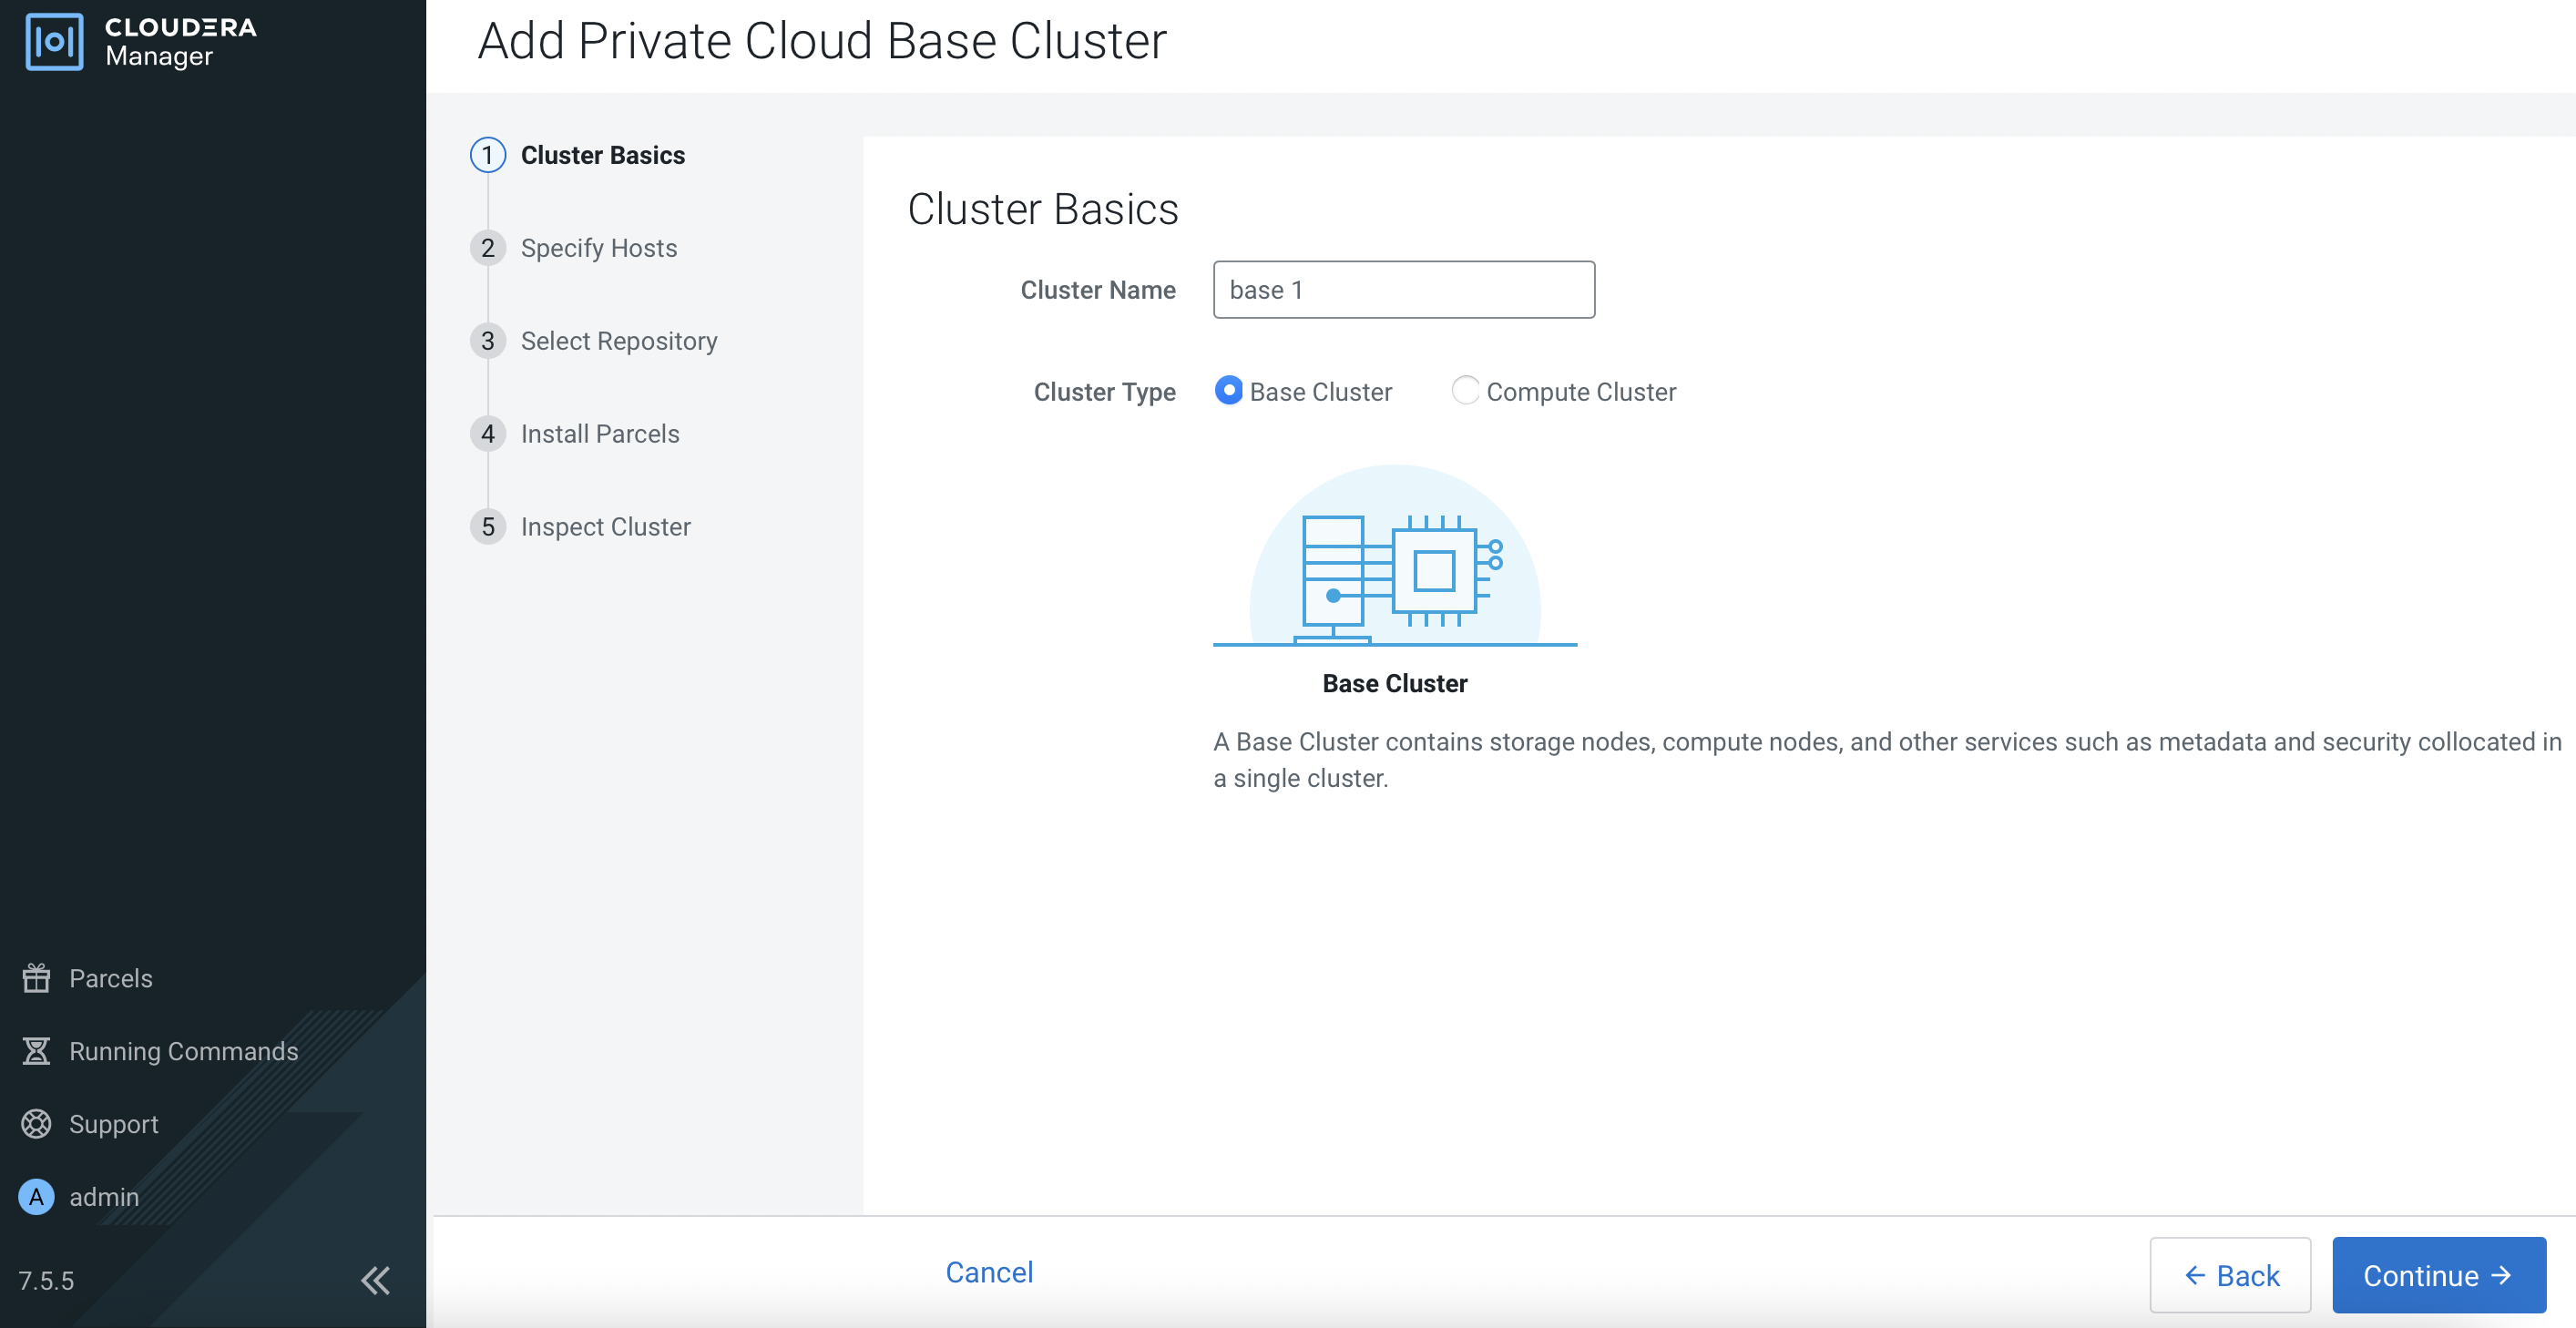 CLOUDERA
Manager
Add Private Cloud Base Cluster
1 Cluster Basics
2 Specify Hosts
3 Select Repository
4 Install Parcels
5 Inspect Cluster
Cluster Basics
Cluster Name base 1
Cluster Type Base Cluster Compute Cluster
Base Cluster
A Base Cluster contains storage nodes, compute nodes, and other services such as metadata and security collocated in
a single cluster.
Parcels
Running Commands
Support
A admin
7.5.5
Cancel
← Back
Continue →